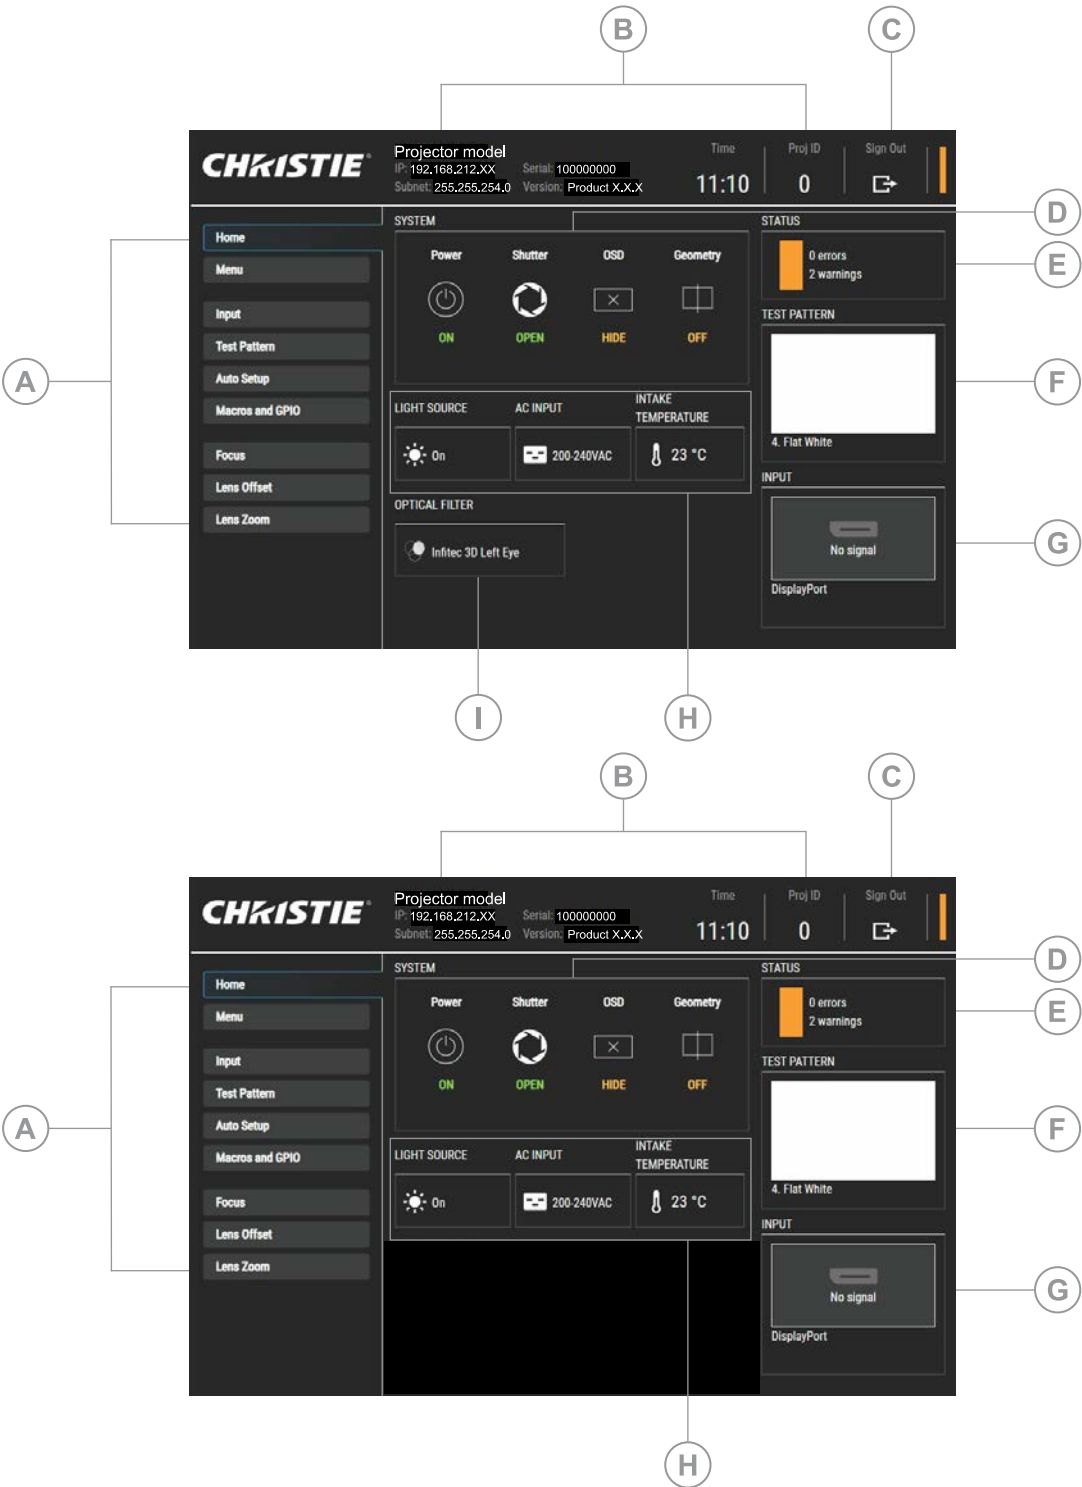 B
C
CHRISTIE®
Projector model
IP: 192.168.212.XX Serial: 100000000
Subnet: 255.255.254.0 Version: Product X.X.X
Time
11:10
Proj ID
0
Sign Out
A
Home
Menu
Input
Test Pattern
Auto Setup
Macros and GPIO
Focus
Lens Offset
Lens Zoom
SYSTEM
Power Shutter OSD Geometry
ON OPEN HIDE OFF
LIGHT SOURCE
On
AC INPUT
200-240VAC
INTAKE
TEMPERATURE
23 °C
OPTICAL FILTER
Infitec 3D Left Eye
STATUS
0 errors
2 warnings
TEST PATTERN
4. Flat White
INPUT
No signal
DisplayPort
D
E
F
G
I
H
B
C
CHRISTIE®
Projector model
IP: 192.168.212.XX Serial: 100000000
Subnet: 255.255.254.0 Version: Product X.X.X
Time
11:10
Proj ID
0
Sign Out
A
Home
Menu
Input
Test Pattern
Auto Setup
Macros and GPIO
Focus
Lens Offset
Lens Zoom
SYSTEM
Power Shutter OSD Geometry
ON OPEN HIDE OFF
LIGHT SOURCE
On
AC INPUT
200-240VAC
INTAKE
TEMPERATURE
23 °C
STATUS
0 errors
2 warnings
TEST PATTERN
4. Flat White
INPUT
No signal
DisplayPort
D
E
F
G
H